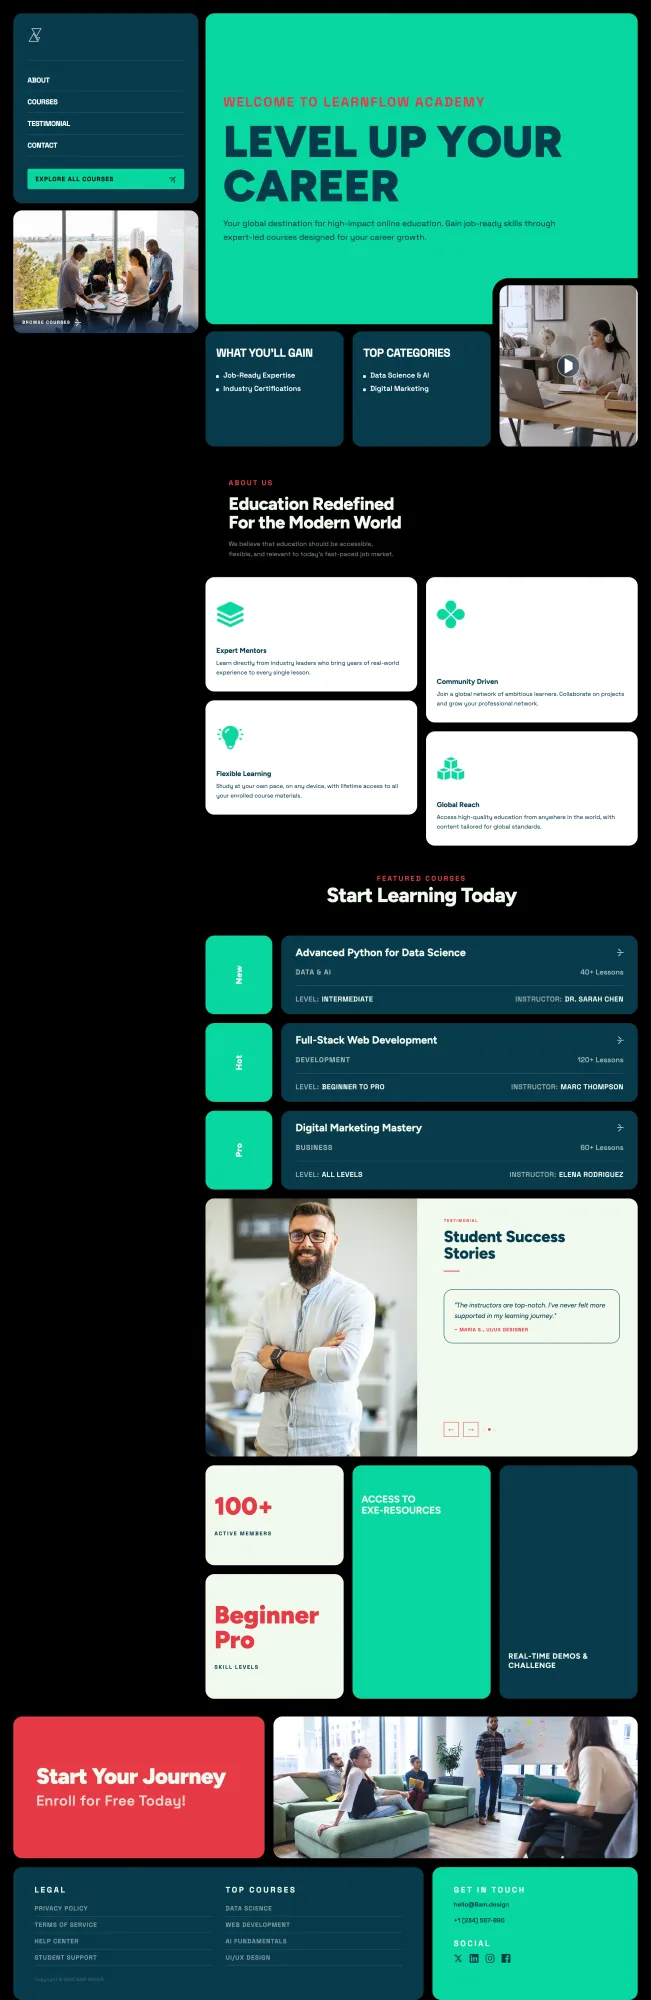 ABOUT
COURSES
TESTIMONIAL
CONTACT
EXPLORE ALL COURSES
BROWSE COURSES
WELCOME TO LEARNFLOW ACADEMY
LEVEL UP YOUR
CAREER
Your global destination for high-impact online education. Gain job-ready skills through
expert-led courses designed for your career growth.
WHAT YOU'LL GAIN
Job-Ready Expertise
Industry Certifications
TOP CATEGORIES
Data Science & AI
Digital Marketing
ABOUT US
Education Redefined
For the Modern World
We believe that education should be accessible,
flexible, and relevant to today's fast-paced job market.
Expert Mentors
Learn directly from industry leaders who bring years of real-world
experience to every single lesson.
Community Driven
Join a global network of ambitious learners. Collaborate on projects
and grow your professional network.
Flexible Learning
Study at your own pace, on any device, with lifetime access to all
your enrolled course materials.
Global Reach
Access high-quality education from anywhere in the world, with
content tailored for global standards.
FEATURED COURSES
Start Learning Today
New
Advanced Python for Data Science
DATA & AI
40+ Lessons
LEVEL: INTERMEDIATE
INSTRUCTOR: DR. SARAH CHEN
Hot
Full-Stack Web Development
DEVELOPMENT
120+ Lessons
LEVEL: BEGINNER TO PRO
INSTRUCTOR: MARC THOMPSON
Pro
Digital Marketing Mastery
BUSINESS
60+ Lessons
LEVEL: ALL LEVELS
INSTRUCTOR: ELENA RODRIGUEZ
TESTIMONIAL
Student Success
Stories
"The instructors are top-notch. I've never felt more
supported in my learning journey."
– MARIA S., UI/UX DESIGNER
100+
ACTIVE MEMBERS
Beginner
Pro
SKILL LEVELS
ACCESS TO
EXE-RESOURCES
REAL-TIME DEMOS &
CHALLENGE
Start Your Journey
Enroll for Free Today!
LEGAL
PRIVACY POLICY
TERMS OF SERVICE
HELP CENTER
STUDENT SUPPORT
TOP COURSES
DATA SCIENCE
WEB DEVELOPMENT
AI FUNDAMENTALS
UI/UX DESIGN
GET IN TOUCH
hello@6am.design
+1 (234) 567-890
SOCIAL